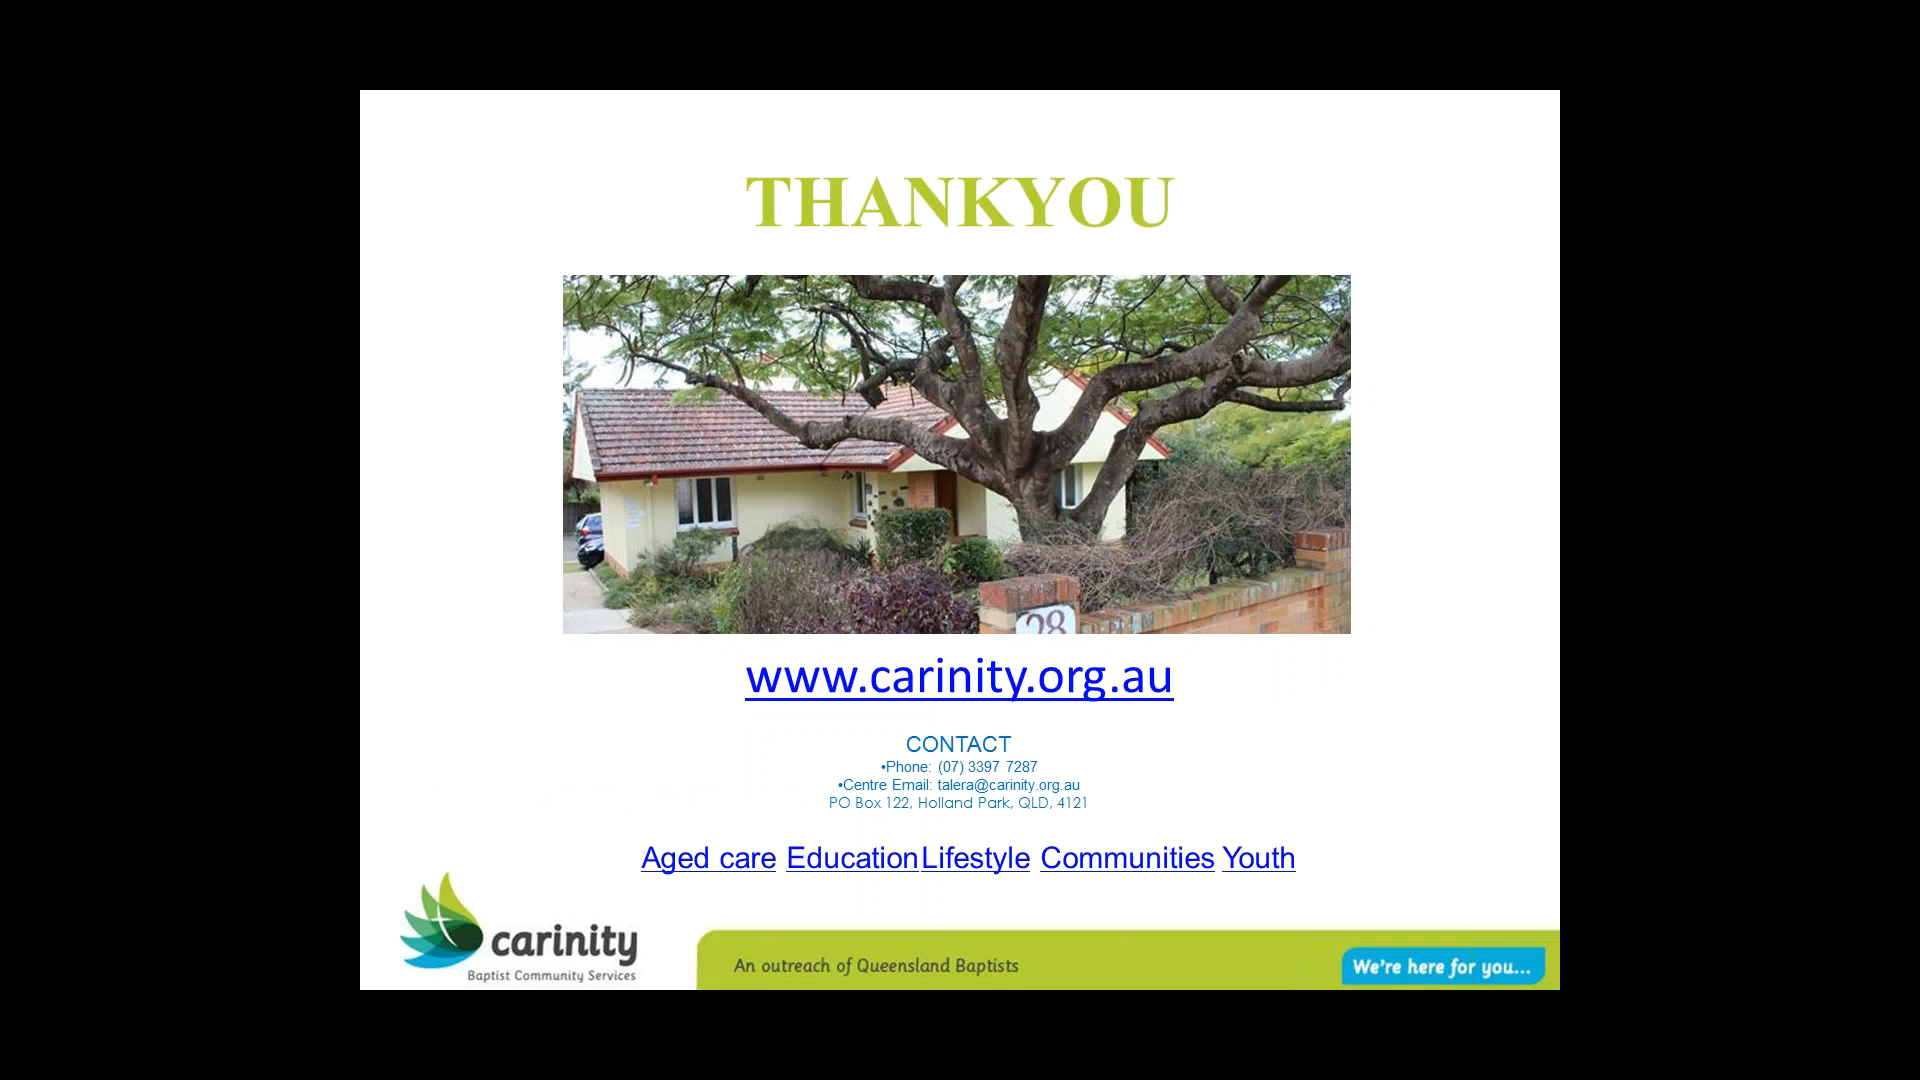 THANKYOU
28
www.carinity.org.au
CONTACT
•Phone: (07) 3397 7287
•Centre Email: talera@carinity.org.au
PO Box 122, Holland Park, QLD, 4121
Aged care Education Lifestyle Communities Youth
carinity
Baptist Community Services
An outreach of Queensland Baptists
We're here for you...